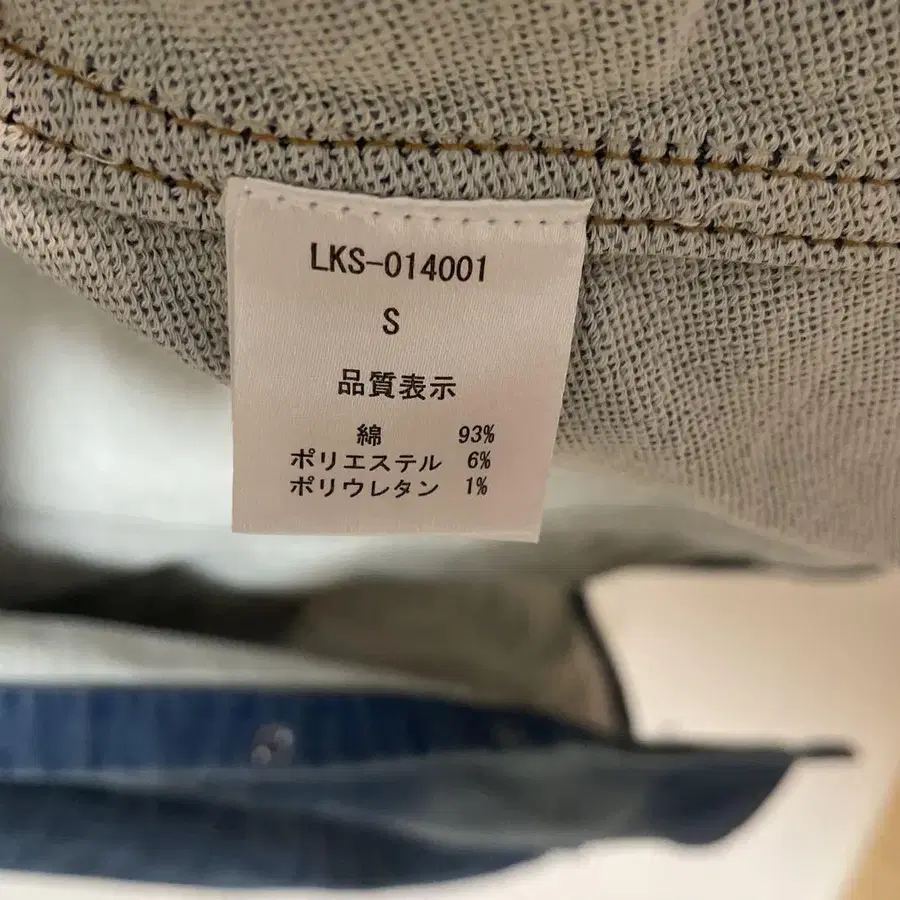 LKS-014001
S
品質表示
綿 93%
ポリエステル 6%
ポリウレタン 1%